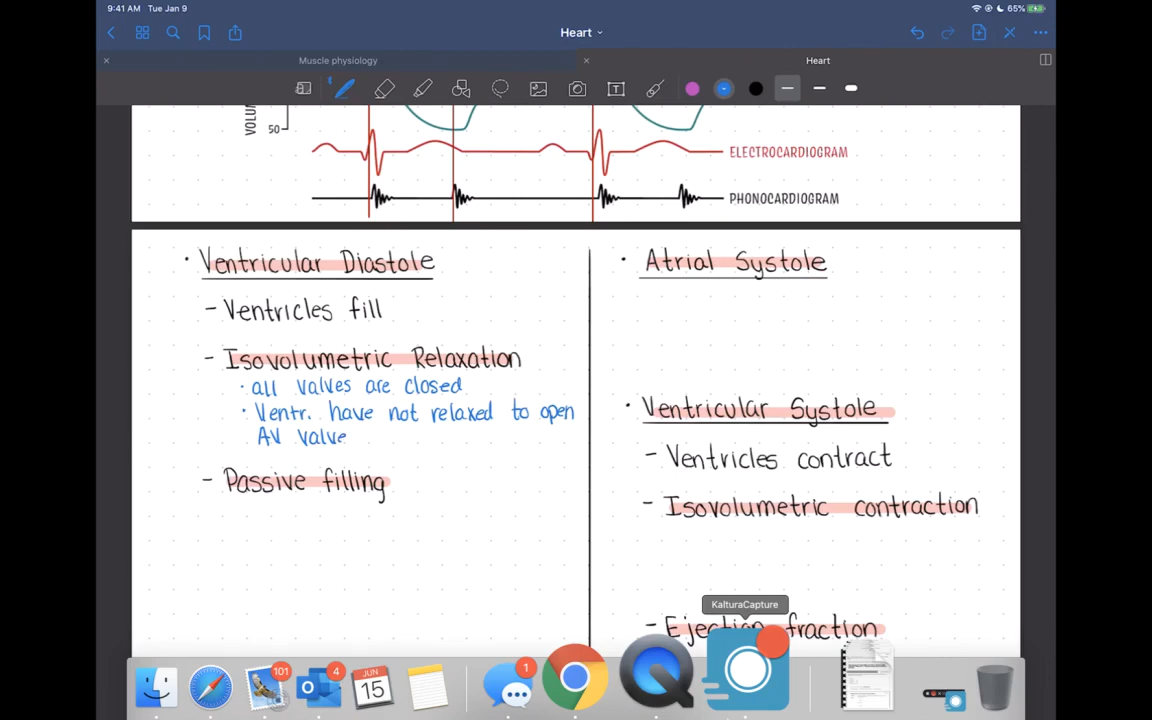 9:41 AM Tue Jan 9
65%
Heart
Muscle physiology
Heart
T
VOLUM
50
ELECTROCARDIOGRAM
PHONOCARDIOGRAM
· Ventricular Diastole
- Ventricles fill
- Isovolumetric Relaxation
· all valves are closed
· Ventr. have not relaxed to open
AV valve
- Passive filling
· Atrial Systole
· Ventricular Systole
- Ventricles contract
- Isovolumetric contraction
- Ejection fraction
KalturaCapture
101
4
JUN
15
1